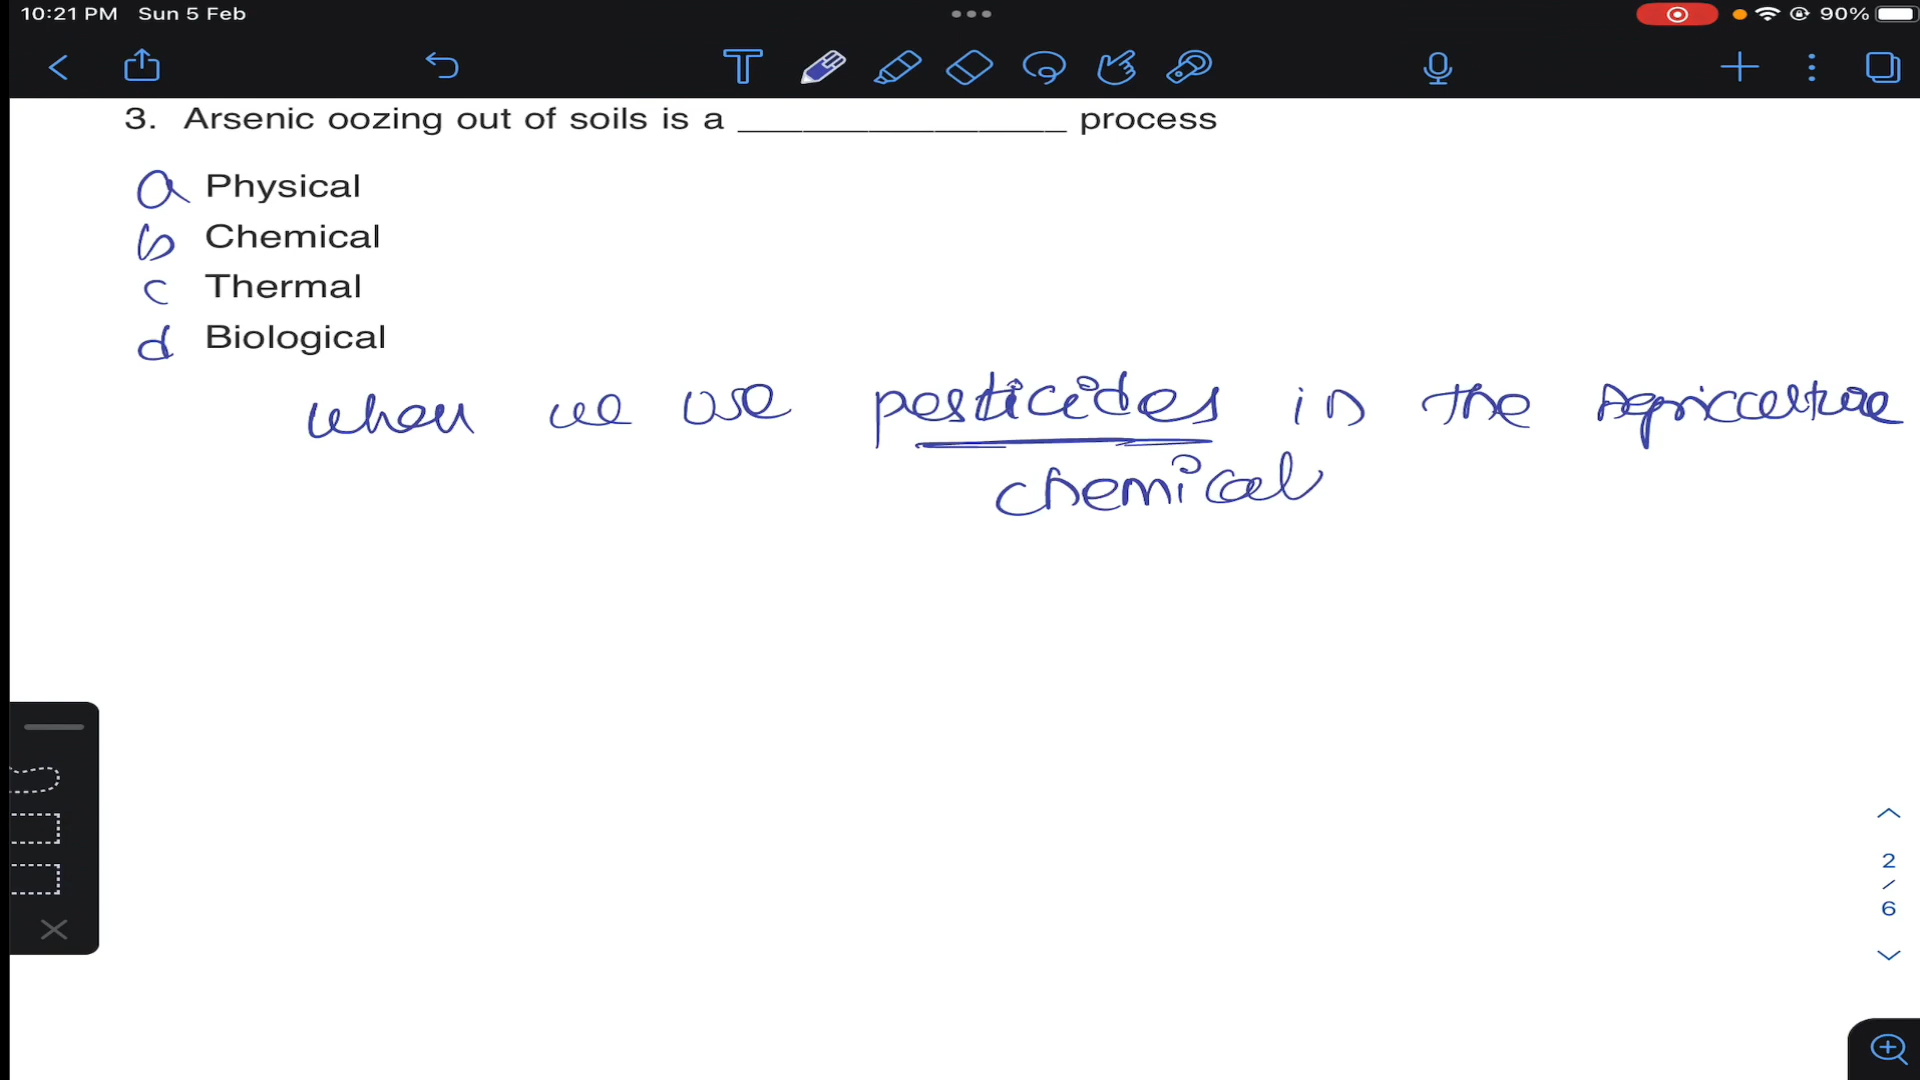 10:21 PM Sun 5 Feb
90%
3. Arsenic oozing out of soils is a _______________ process
a Physical
b Chemical
c Thermal
d Biological
when we use pesticides in the Agriculture
chemical
2
/
6